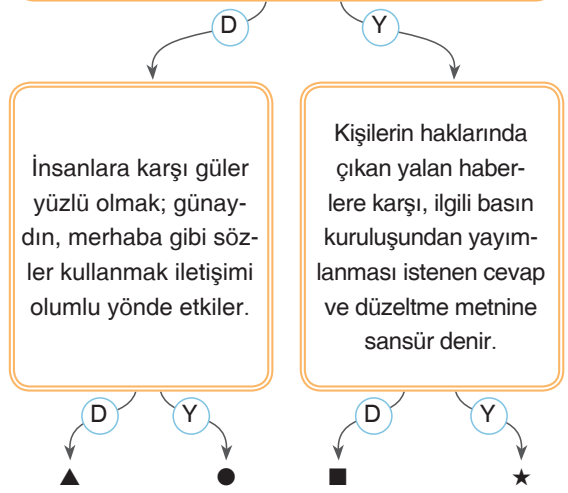 D
Y
İnsanlara karşı güler
yüzlü olmak; günay-
dın, merhaba gibi söz-
ler kullanmak iletişimi
olumlu yönde etkiler.
Kişilerin haklarında
çıkan yalan haber-
lere karşı, ilgili basın
kuruluşundan yayım-
lanması istenen cevap
ve düzeltme metnine
sansür denir.
D
Y
D
Y